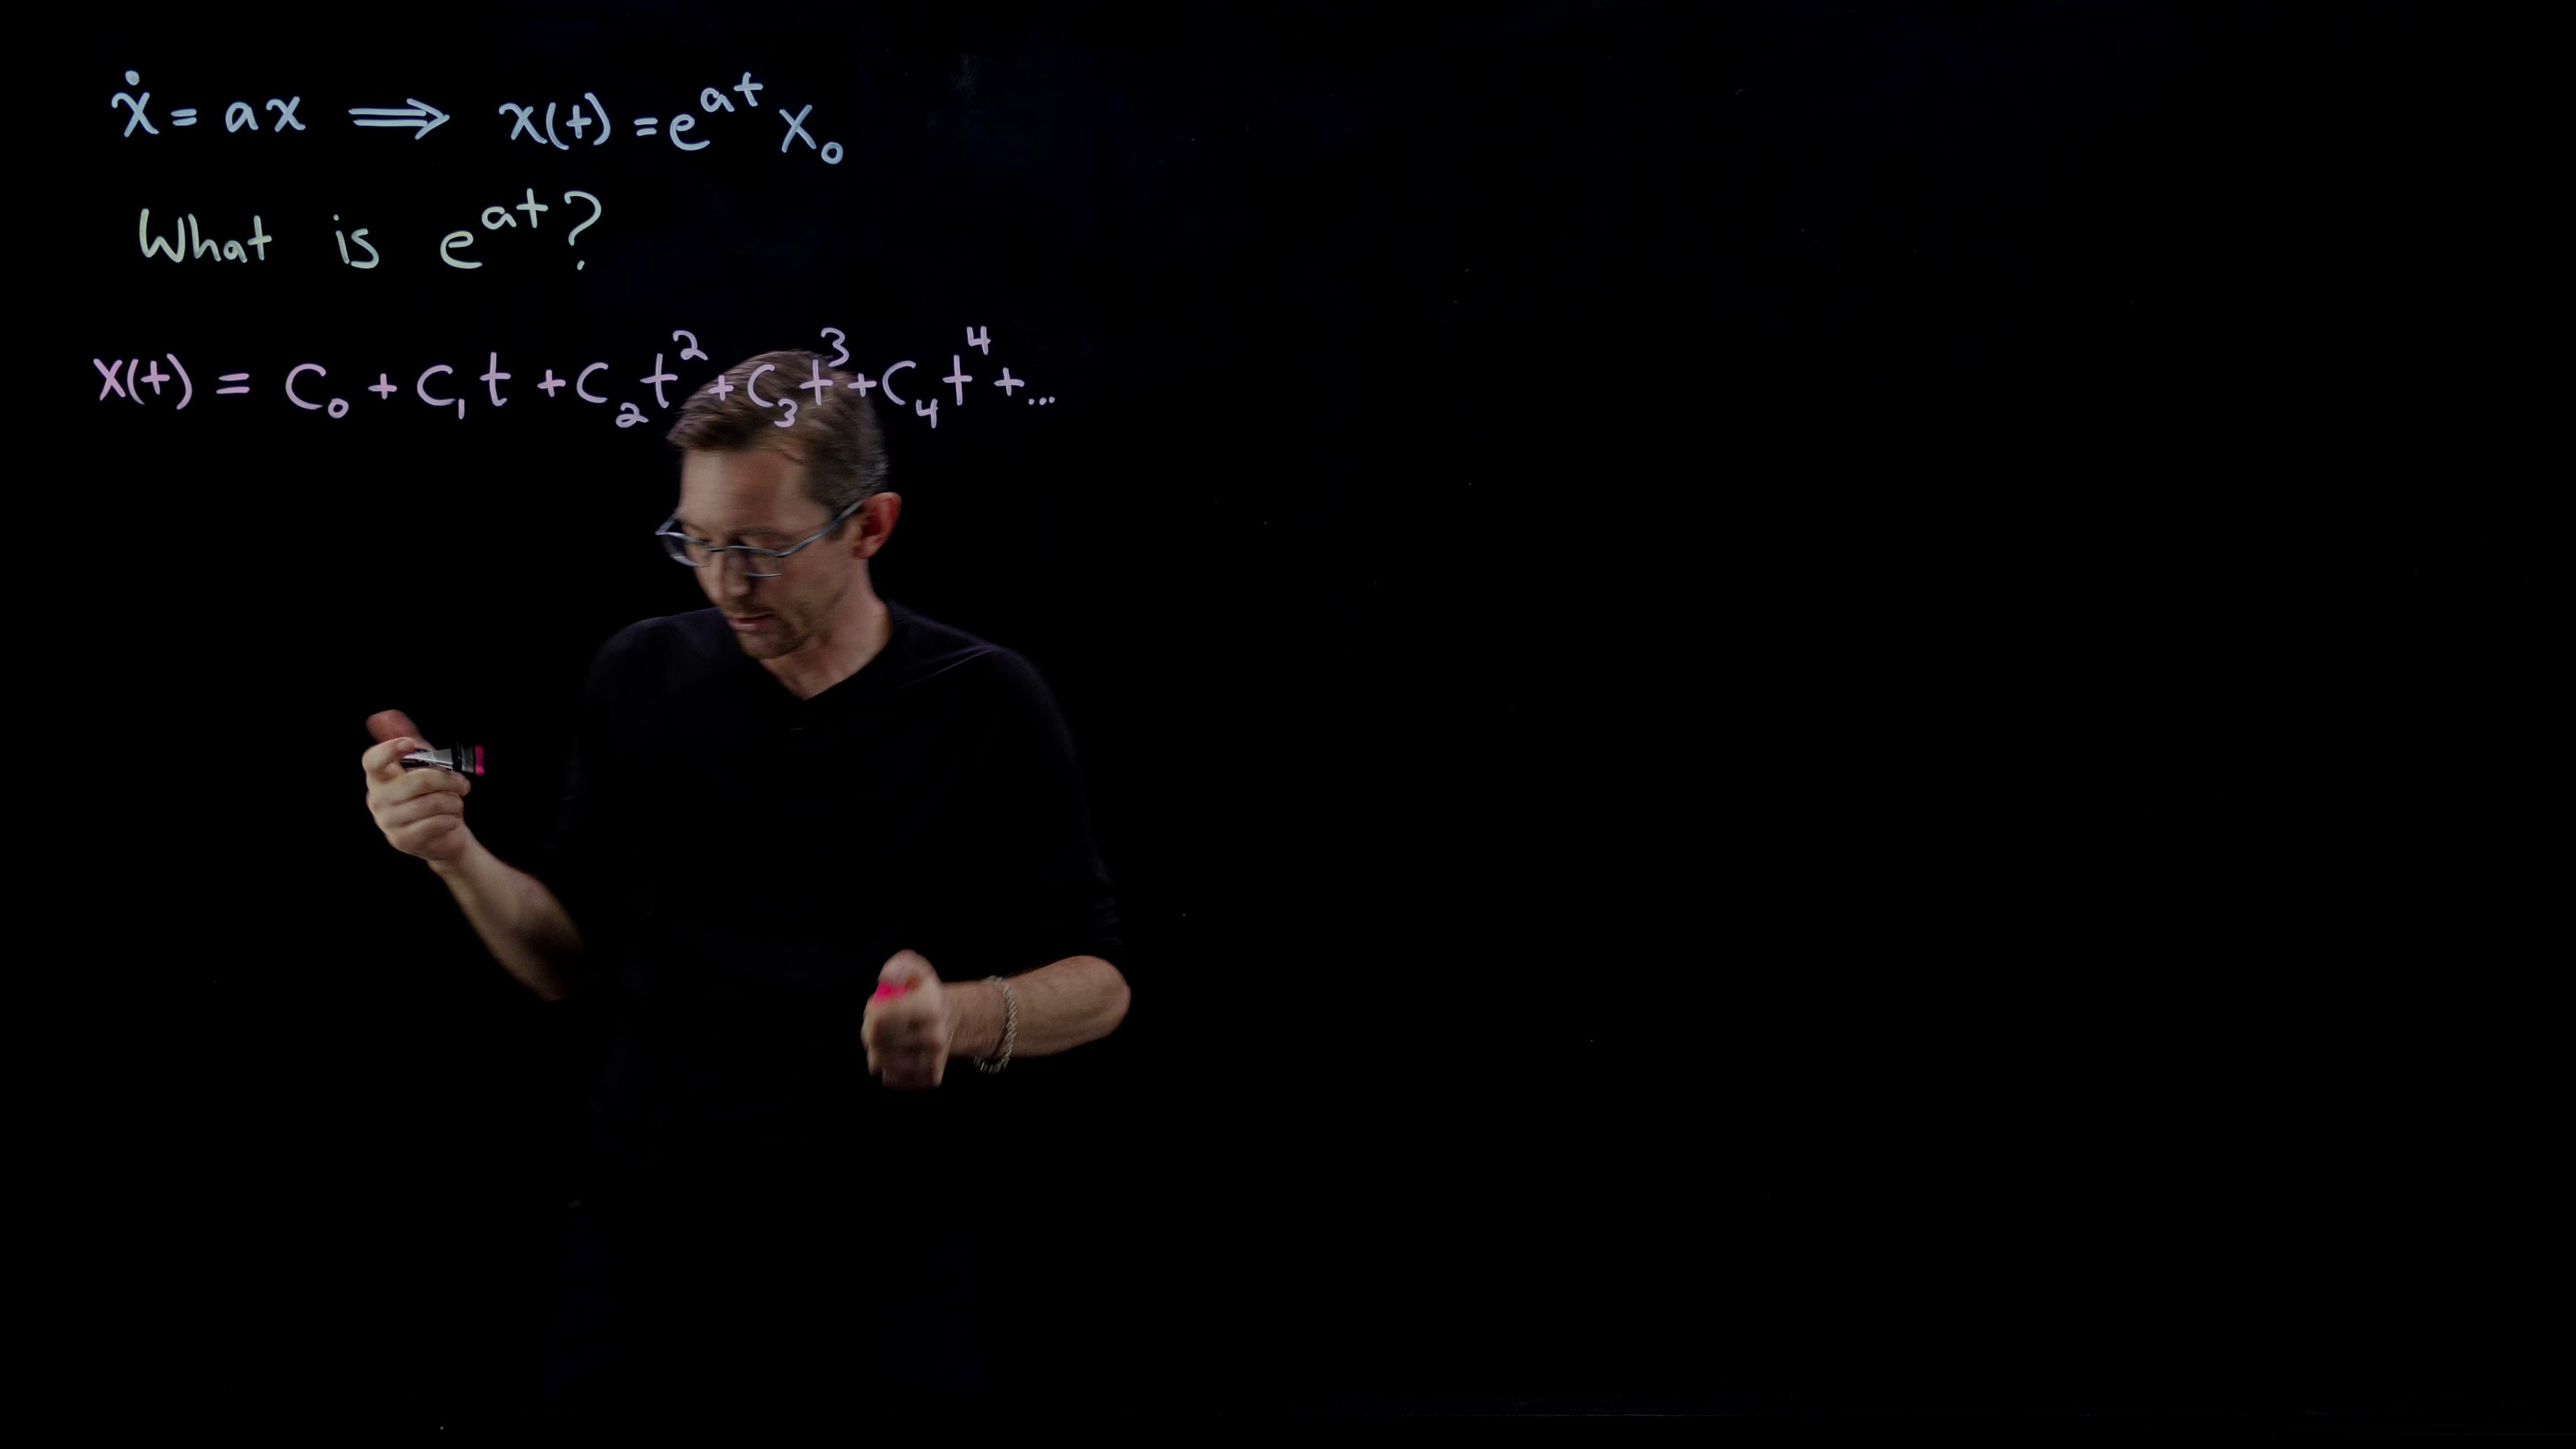 ẋ = ax ⟹ x(t) = e^{at} x₀
What is e^{at}?
x(t) = C₀ + C₁t + C₂t² + C₃t³ + C₄t⁴ + ...